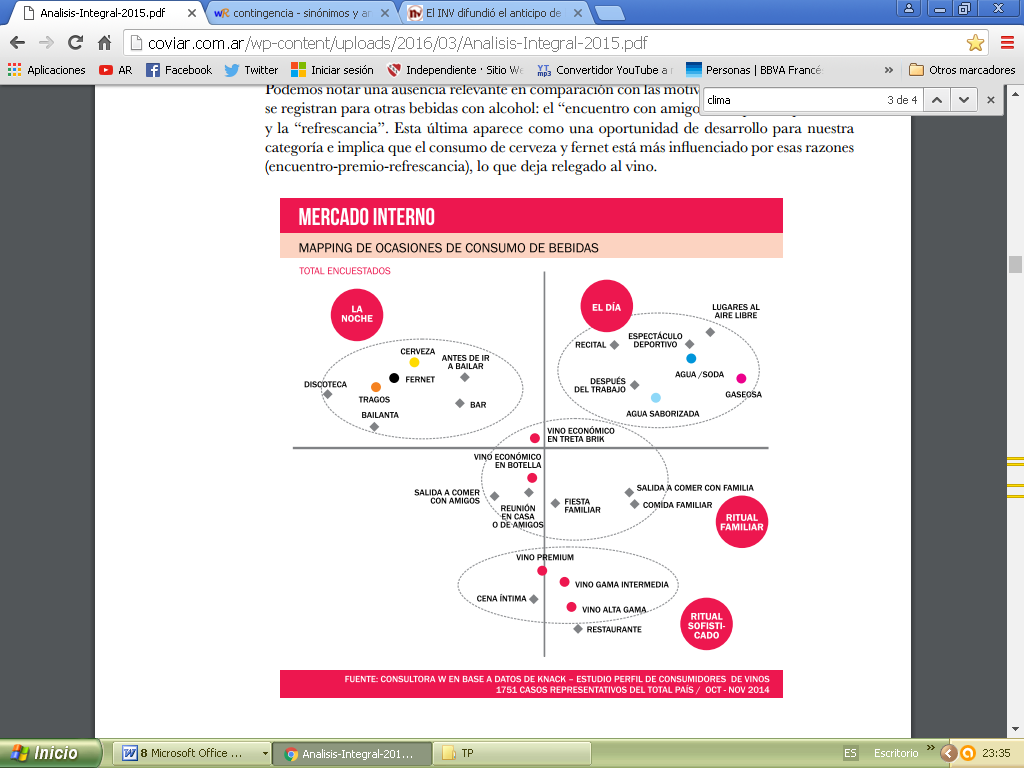 Analisis-Integral-2015.pdf
contingencia - sinónimos y an
El INV difundió el anticipo de
coviar.com.ar/wp-content/uploads/2016/03/Analisis-Integral-2015.pdf
Aplicaciones
AR
Facebook
Twitter
Iniciar sesión
Independiente · Sitio W
Convertidor YouTube a
Personas | BBVA Francé
»
Otros marcadores
clima
3 de 4
Podemos notar una ausencia relevante en comparación con las
se registran para otras bebidas con alcohol: el “encuentro con
y la “refrescancia”. Esta última aparece como una oportunidad de desarrollo para nuestra
categoría e implica que el consumo de cerveza y fernet está más influenciado por esas razones
(encuentro-premio-refrescancia), lo que deja relegado al vino.
MERCADO INTERNO
MAPPING DE OCASIONES DE CONSUMO DE BEBIDAS
TOTAL ENCUESTADOS
LA
NOCHE
CERVEZA
ANTES DE IR
A BAILAR
FERNET
DISCOTECA
TRAGOS
BAR
BAILANTA
EL DÍA
LUGARES AL
AIRE LIBRE
ESPECTÁCULO
DEPORTIVO
RECITAL
AGUA /SODA
DESPUÉS
DEL TRABAJO
GASEOSA
AGUA SABORIZADA
VINO ECONÓMICO
EN TRETA BRIK
VINO ECONÓMICO
EN BOTELLA
SALIDA A COMER
CON AMIGOS
REUNIÓN
EN CASA
O DE AMIGOS
FIESTA
FAMILIAR
SALIDA A COMER CON FAMILIA
COMIDA FAMILIAR
RITUAL
FAMILIAR
VINO PREMIUM
VINO GAMA INTERMEDIA
CENA ÍNTIMA
VINO ALTA GAMA
RESTAURANTE
RITUAL
SOFISTI-
CADO
FUENTE: CONSULTORA W EN BASE A DATOS DE KNACK – ESTUDIO PERFIL DE CONSUMIDORES DE VINOS
1751 CASOS REPRESENTATIVOS DEL TOTAL PAÍS / OCT - NOV 2014
Inicio
8 Microsoft Office ...
Analisis-Integral-201...
TP
ES
Escritorio
»
23:35